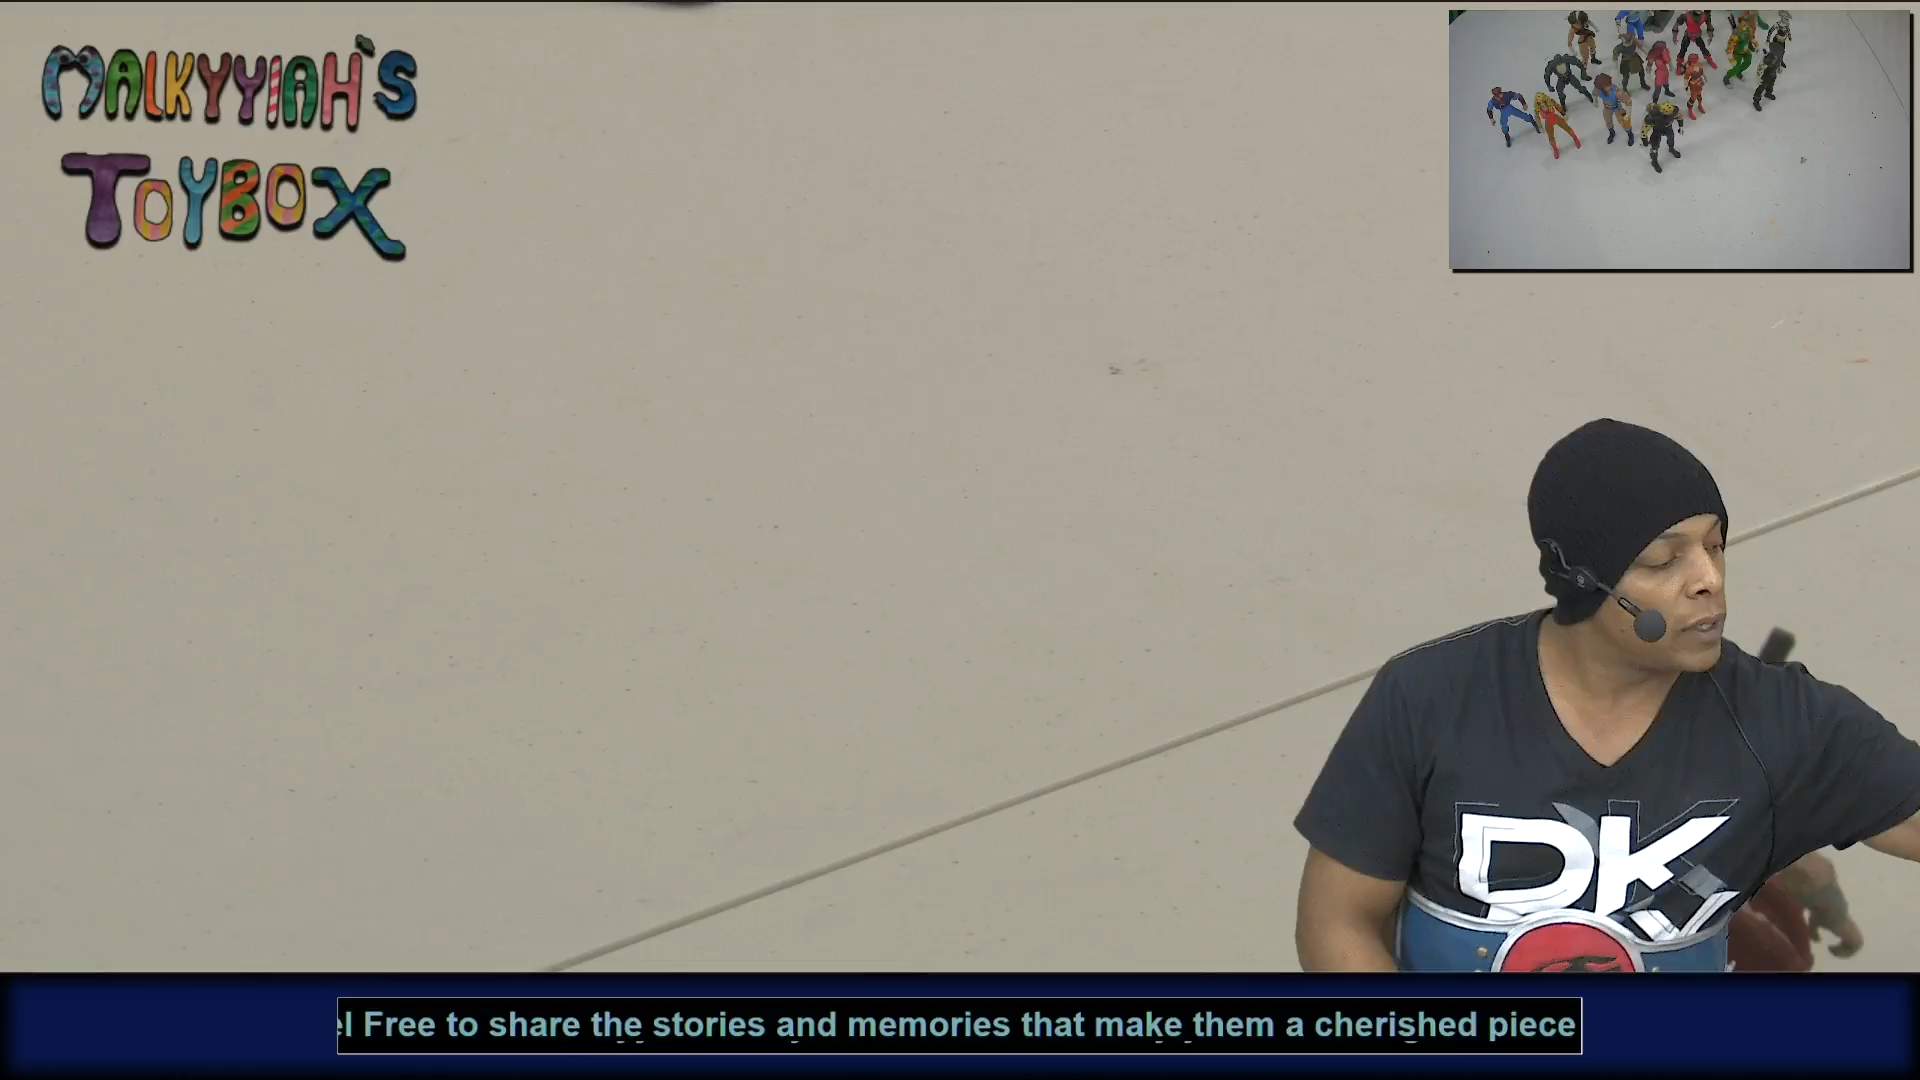 MALKYYIAH'S
TOYBOX
DK
Free to share the stories and memories that make them a cherished piece